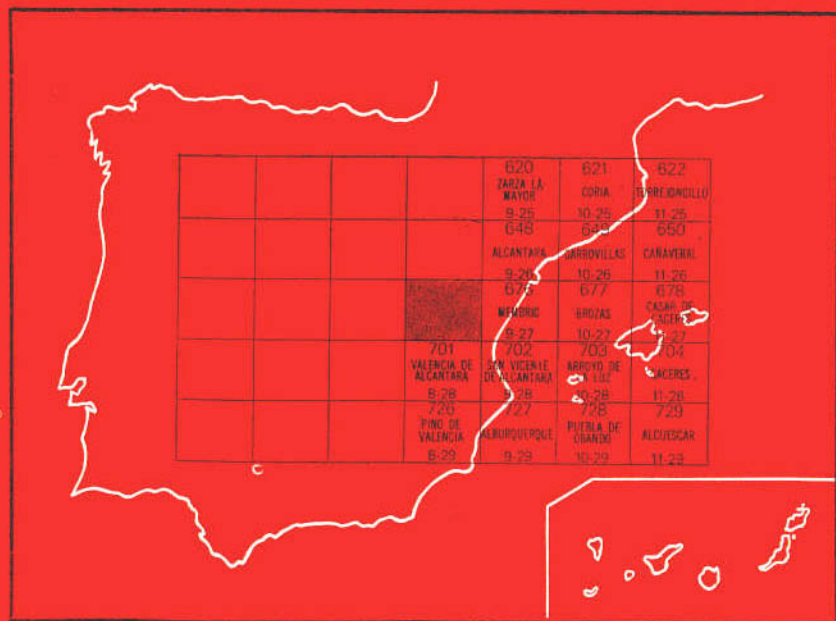 620 621 622
ZARZA LA
MAYOR
CORIA
TORREJONCILLO
9-25 10-25 11-25
648 649 650
ALCANTARA GARROVILLAS CAÑAVERAL
9-26 10-26 11-26
676 677 678
MEMBRIO BROZAS
CASAR DE
CACERES
9-27 10-27 11-27
701 702 703 704
VALENCIA DE
ALCANTARA
SAN VICENTE
DE ALCANTARA
ARROYO DE
LA LUZ
CACERES
8-28 9-28 10-28 11-28
726 727 728 729
PINO DE
VALENCIA
ALBURQUERQUE
PUEBLA DE
OBANDO
ALCUESCAR
8-29 9-29 10-29 11-29